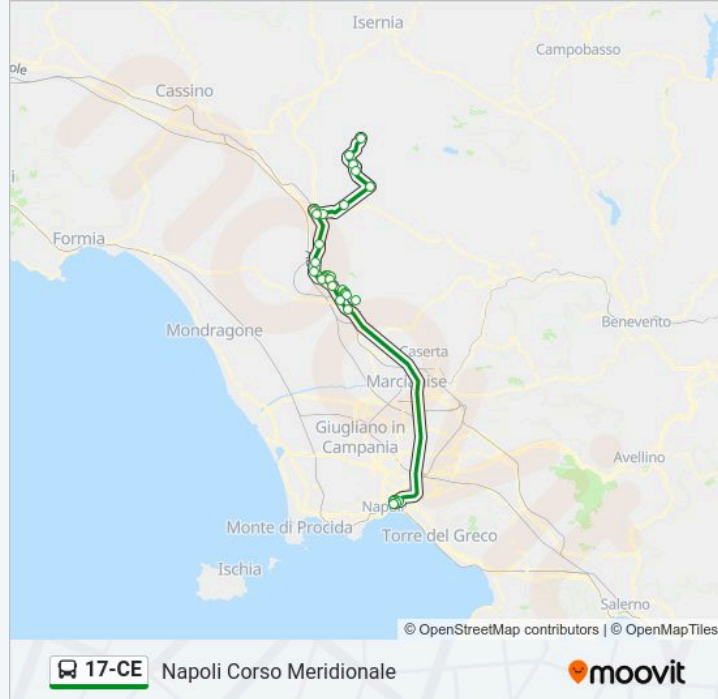 Isernia
Campobasso
ole
Cassino
Formia
Mondragone
Benevento
Caserta
Marcianise
Giugliano in
Campania
Avellino
Monte di Procida
Torre del Greco
Ischia
Salerno
© OpenStreetMap contributors | © OpenMapTiles
17-CE
Napoli Corso Meridionale
moovit